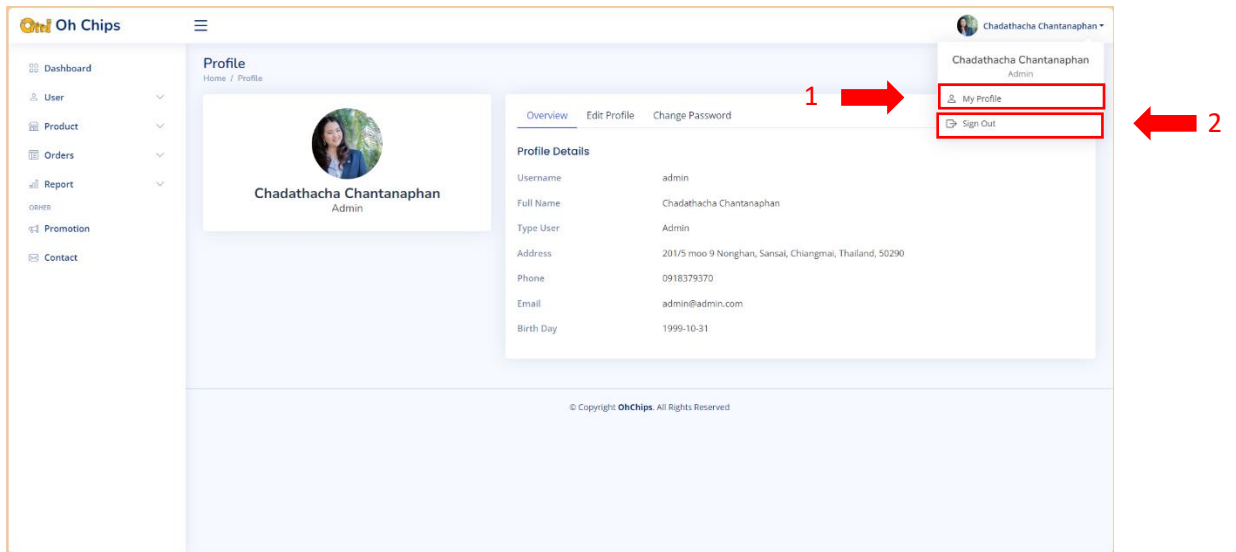 Oh Chips
Chadathacha Chantanaphan
Chadathacha Chantanaphan
Admin
1
My Profile
Sign Out
2
Dashboard
User
Product
Orders
Report
ORHER
Promotion
Contact
Profile
Home / Profile
Chadathacha Chantanaphan
Admin
Overview Edit Profile Change Password
Profile Details
Username admin
Full Name Chadathacha Chantanaphan
Type User Admin
Address 201/5 moo 9 Nonghan, Sansai, Chiangmai, Thailand, 50290
Phone 0918379370
Email admin@admin.com
Birth Day 1999-10-31
© Copyright OhChips. All Rights Reserved